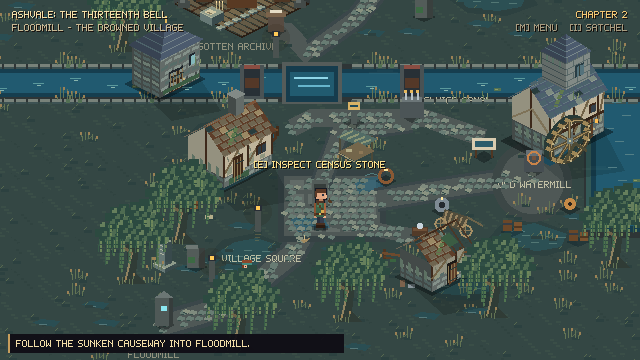 ASHVALE: THE THIRTEENTH BELL
FLOODMILL - THE DROWNED VILLAGE
CHAPTER 2
[M] MENU [I] SATCHEL
[E] INSPECT CENSUS STONE
WATERMILL
VILLAGE SQUARE
FOLLOW THE SUNKEN CAUSEWAY INTO FLOODMILL.
FLOODMILL